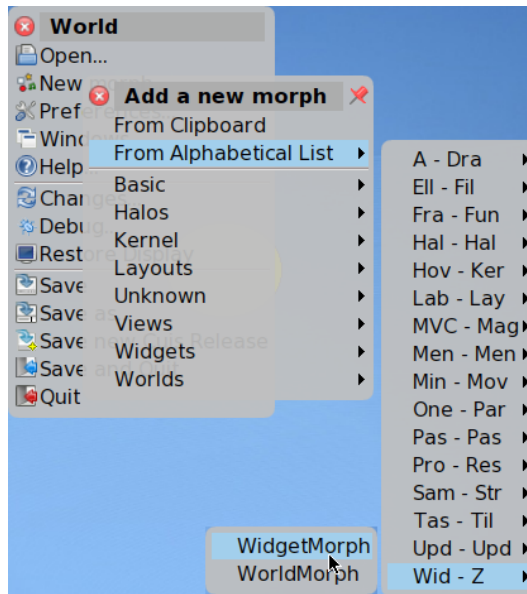 World
Open...
New morph...
Preferences...
Windows...
Help...
Changes...
Debug...
Restore Display
Save
Save as
Save new Cuis Release
Save and Quit
Quit
Add a new morph
From Clipboard
From Alphabetical List
Basic
Halos
Kernel
Layouts
Unknown
Views
Widgets
Worlds
A - Dra
Ell - Fil
Fra - Fun
Hal - Hal
Hov - Ker
Lab - Lay
MVC - Mag
Men - Men
Min - Mov
One - Par
Pas - Pas
Pro - Res
Sam - Str
Tas - Til
Upd - Upd
Wid - Z
WidgetMorph
WorldMorph